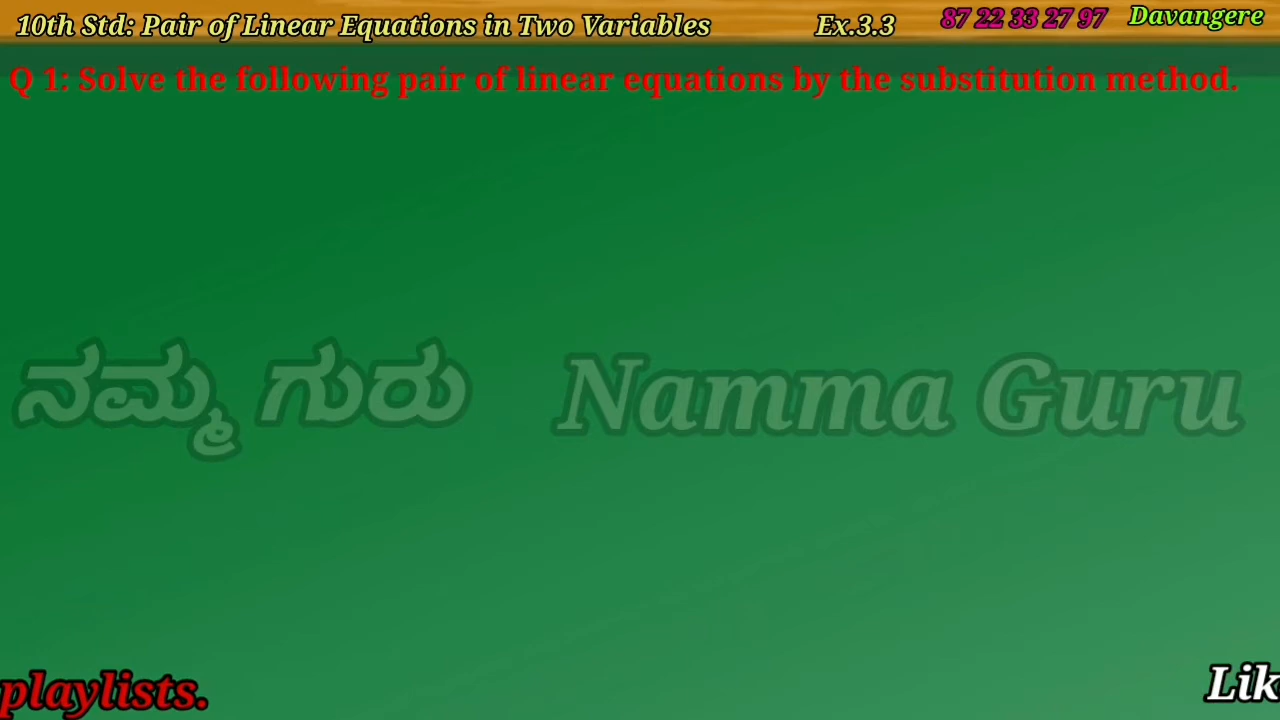 10th Std: Pair of Linear Equations in Two Variables Ex.3.3 87 22 33 27 97 Davangere
Q 1: Solve the following pair of linear equations by the substitution method.
ನಮ್ಮ ಗುರು Namma Guru
playlists. Lik